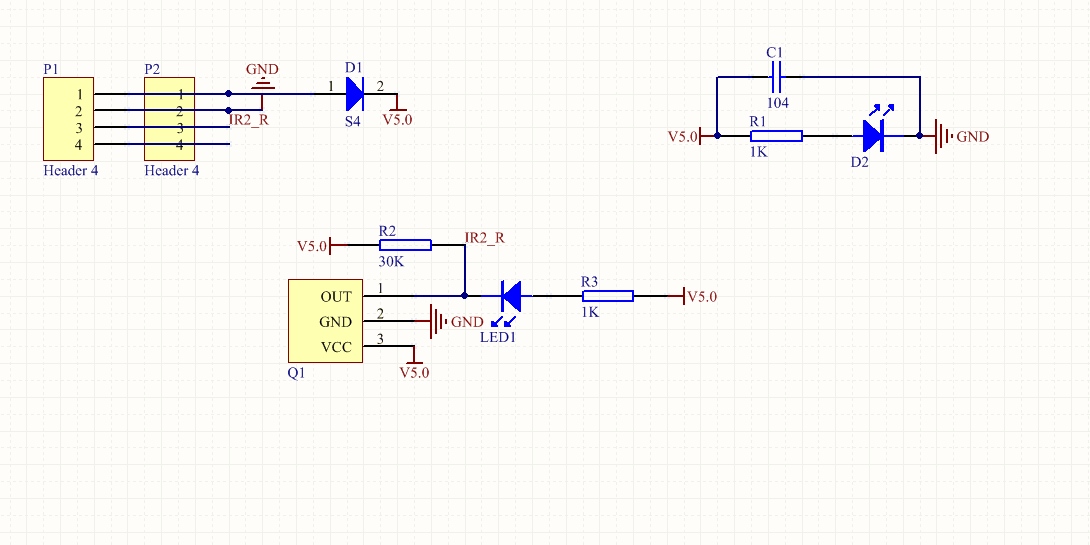 P1
1
2
3
4
Header 4
P2
1
2
3
4
Header 4
GND
IR2_R
D1
1
2
S4
V5.0
C1
104
V5.0
R1
1K
D2
GND
V5.0
R2
30K
IR2_R
OUT
GND
VCC
1
2
3
Q1
GND
V5.0
LED1
R3
1K
V5.0